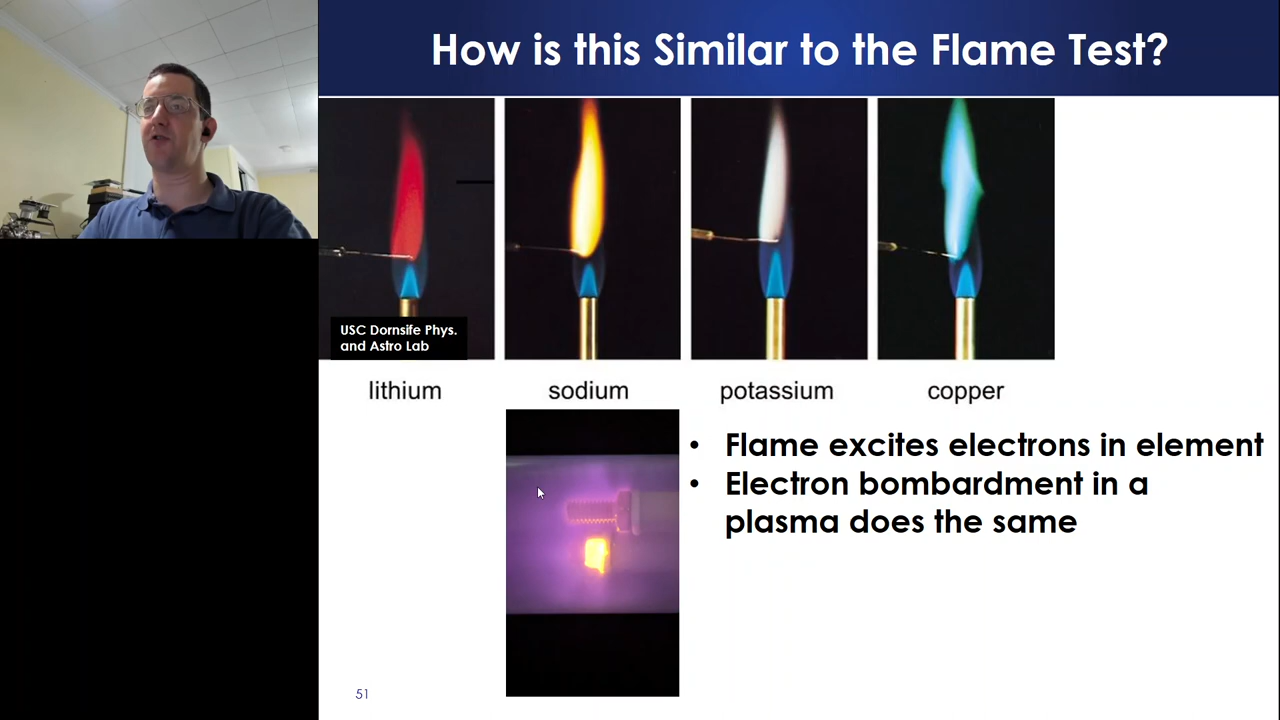 How is this Similar to the Flame Test?
USC Dornsife Phys.
and Astro Lab
lithium
sodium
potassium
copper
• Flame excites electrons in element
• Electron bombardment in a
plasma does the same
51